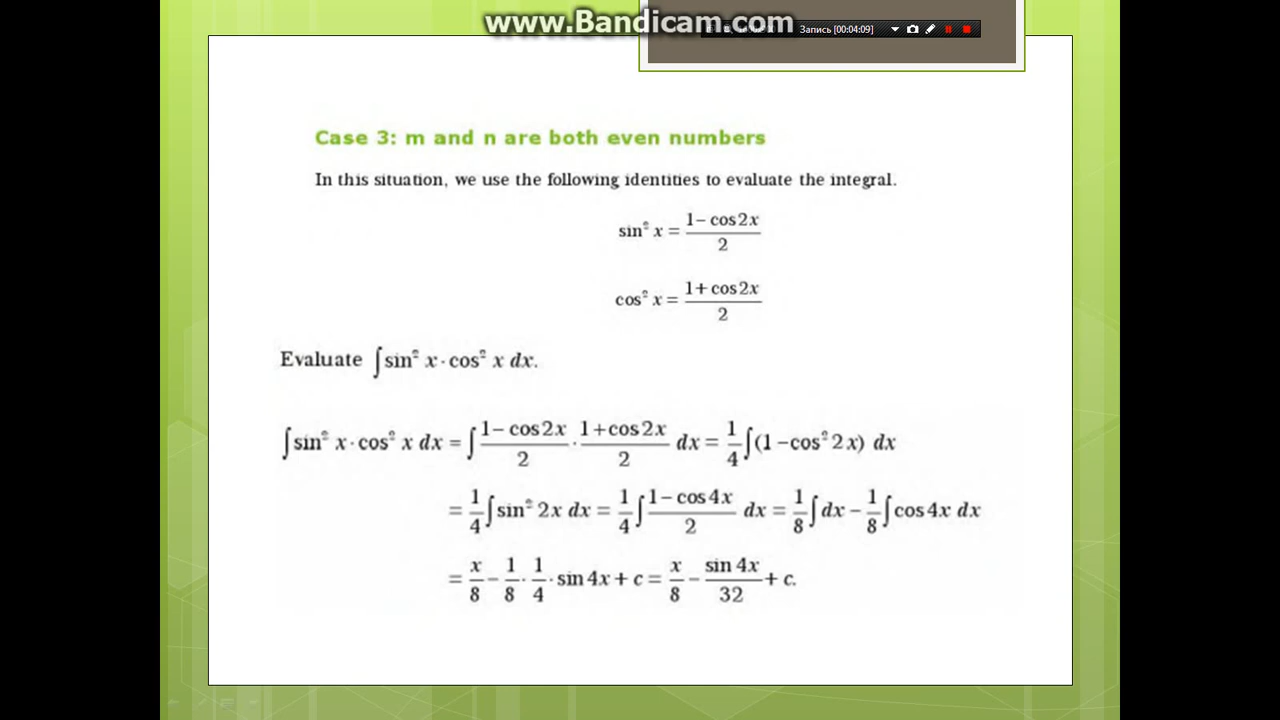 www.Bandicam.com
Запись [00:04:09]
Case 3: m and n are both even numbers
In this situation, we use the following identities to evaluate the integral.
sin² x = (1 − cos 2x)/2
cos² x = (1 + cos 2x)/2
Evaluate ∫sin² x · cos² x dx.
∫sin² x · cos² x dx = ∫(1 − cos 2x)/2 · (1 + cos 2x)/2 dx = 1/4 ∫(1 − cos² 2x) dx
= 1/4 ∫sin² 2x dx = 1/4 ∫(1 − cos 4x)/2 dx = 1/8 ∫dx − 1/8 ∫cos 4x dx
= x/8 − 1/8 · 1/4 · sin 4x + c = x/8 − sin 4x/32 + c.